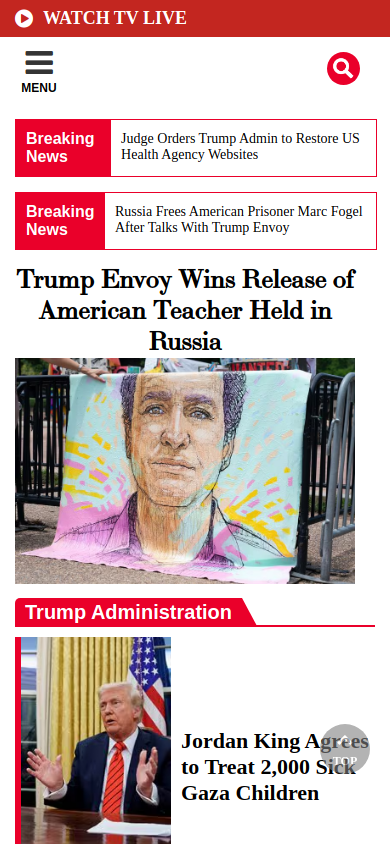 WATCH TV LIVE
MENU
Breaking News
Judge Orders Trump Admin to Restore US
Health Agency Websites
Breaking News
Russia Frees American Prisoner Marc Fogel
After Talks With Trump Envoy
Trump Envoy Wins Release of
American Teacher Held in
Russia
Trump Administration
Jordan King Agrees
to Treat 2,000 Sick
Gaza Children
TOP